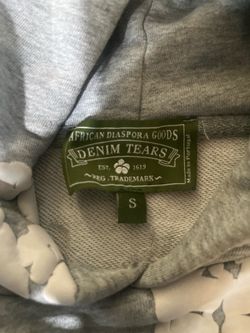 AFRICAN DIASPORA GOODS
DENIM TEARS
EST. 1619
REG. TRADEMARK
Made in Portugal
S